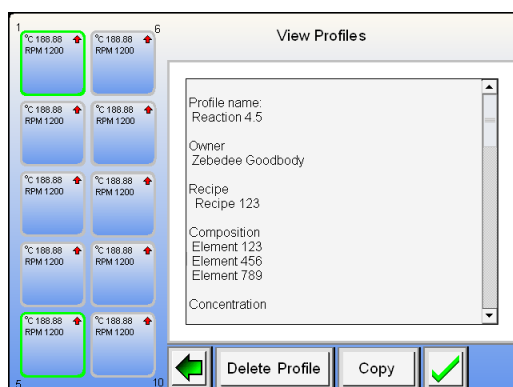 1
6
°C 188.88
RPM 1200
°C 188.88
RPM 1200
°C 188.88
RPM 1200
°C 188.88
RPM 1200
°C 188.88
RPM 1200
°C 188.88
RPM 1200
°C 188.88
RPM 1200
°C 188.88
RPM 1200
°C 188.88
RPM 1200
°C 188.88
RPM 1200
5
10
View Profiles
Profile name:
Reaction 4.5
Owner
Zebedee Goodbody
Recipe
Recipe 123
Composition
Element 123
Element 456
Element 789
Concentration
Delete Profile
Copy